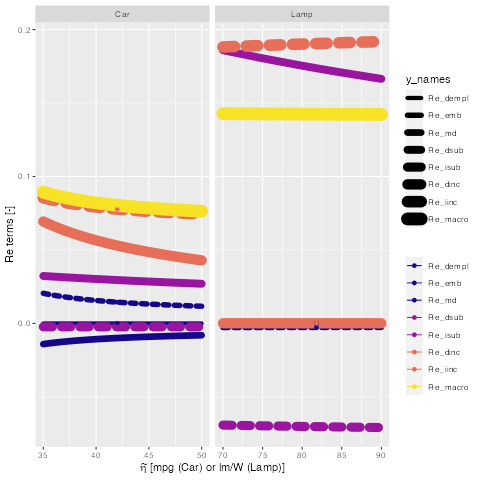 Car
Lamp
0.2
0.1
0.0
Re terms [-]
35
40
45
50
70
75
80
85
90
η̃ [mpg (Car) or lm/W (Lamp)]
y_names
Re_dempl
Re_emb
Re_md
Re_dsub
Re_isub
Re_dinc
Re_iinc
Re_macro
Re_dempl
Re_emb
Re_md
Re_dsub
Re_isub
Re_dinc
Re_iinc
Re_macro